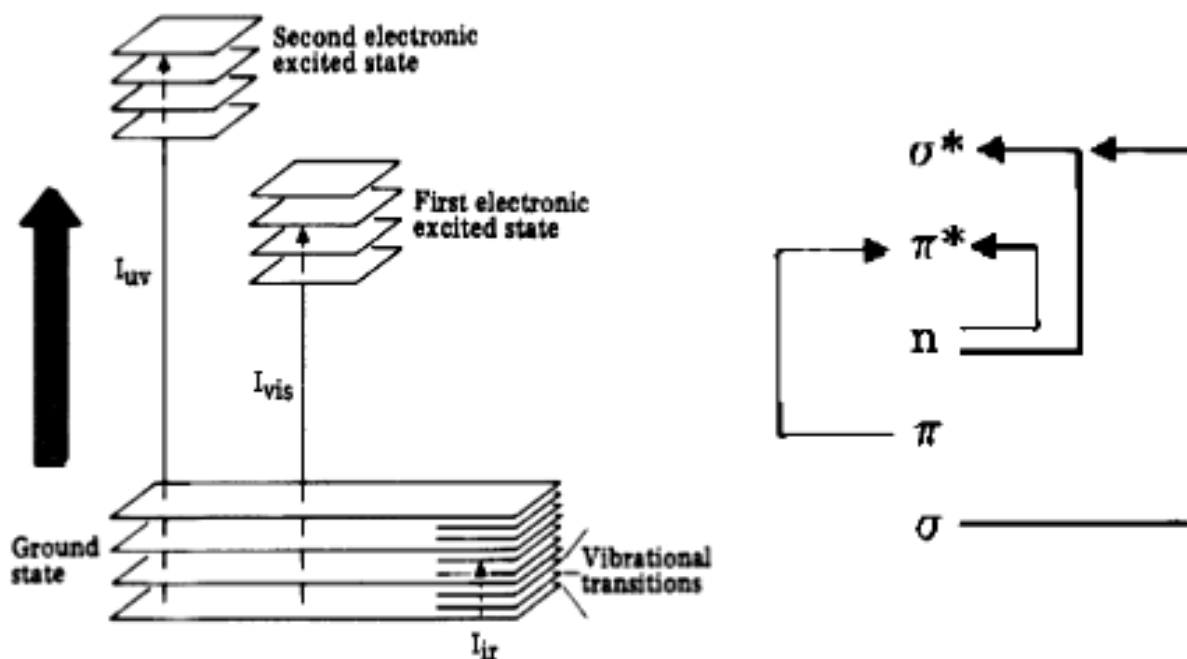 Second electronic
excited state
First electronic
excited state
I_uv
I_vis
Ground
state
Vibrational
transitions
I_ir
σ*
π*
n
π
σ